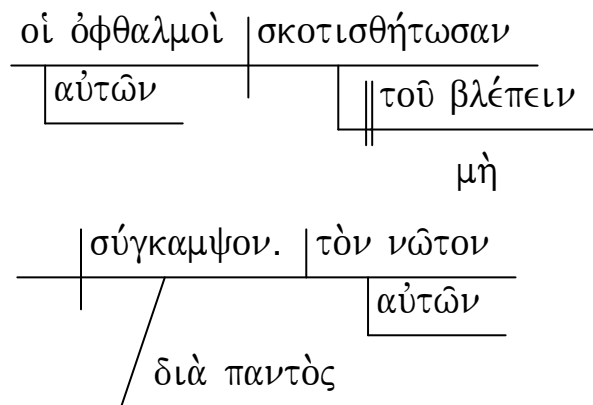 οἱ ὀφθαλμοὶ σκοτισθήτωσαν
αὐτῶν τοῦ βλέπειν
μὴ
σύγκαμψον. τὸν νῶτον
αὐτῶν
διὰ παντὸς